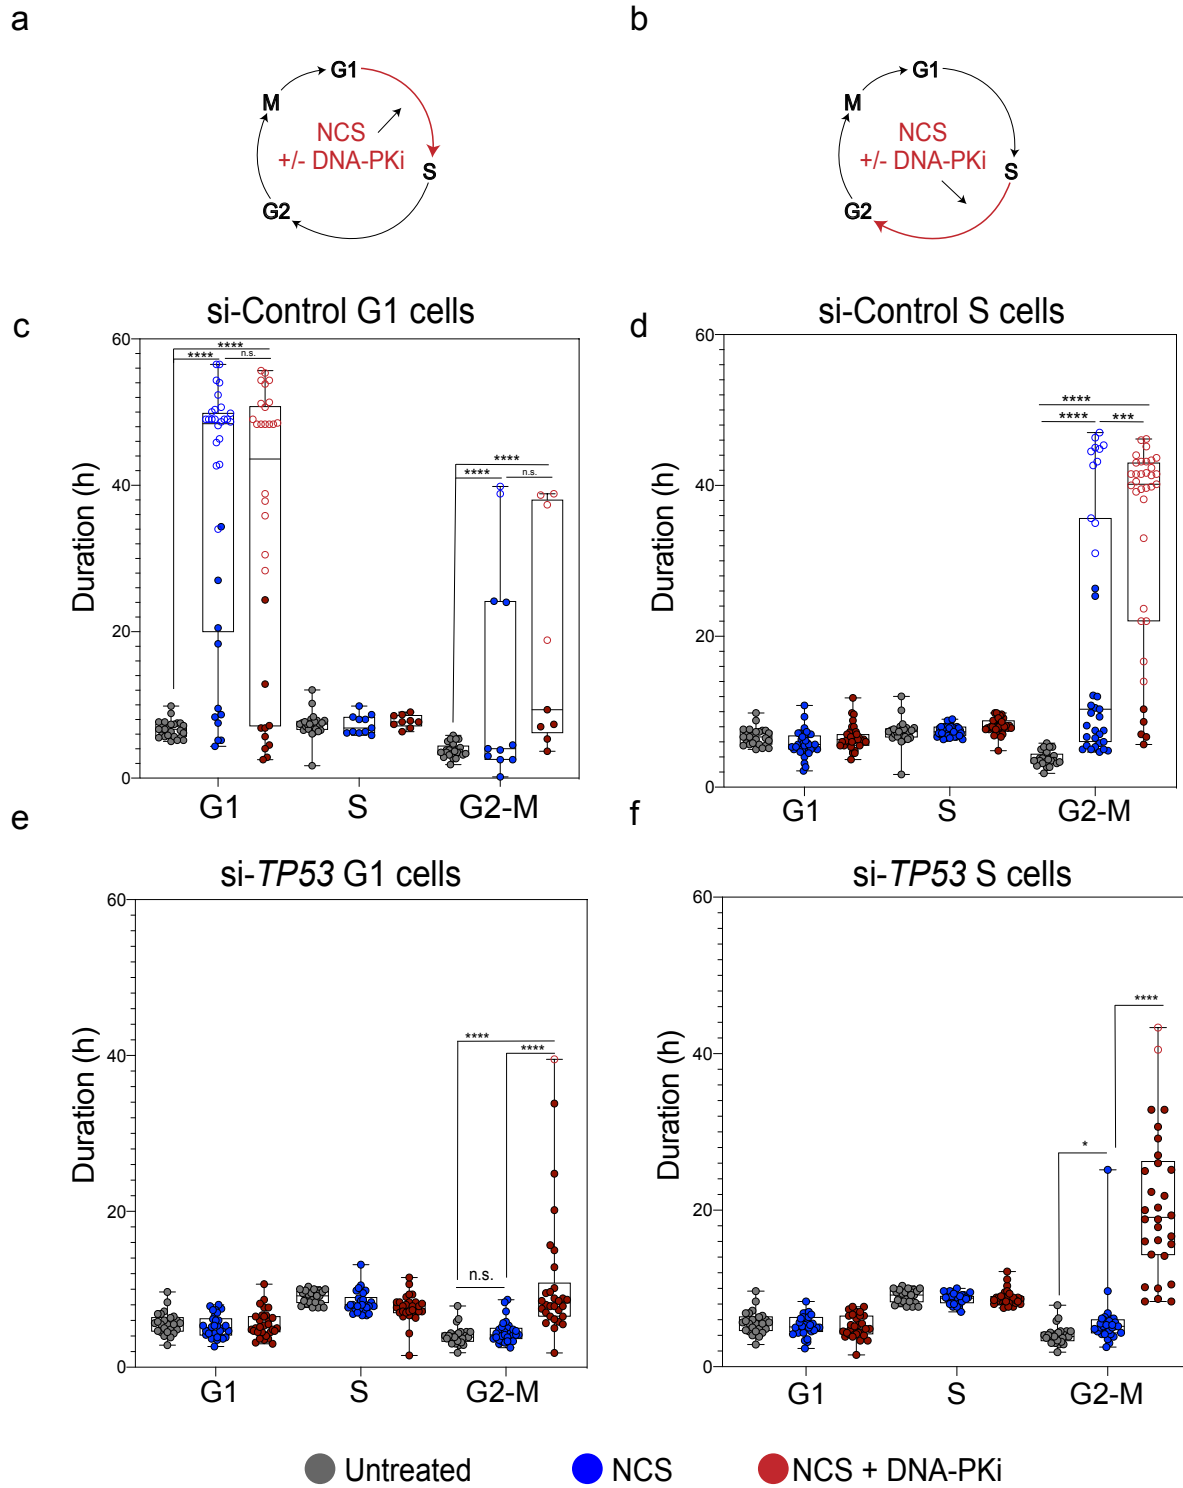 a
b
G1
M
NCS
+/- DNA-PKi
S
G2
G1
M
NCS
+/- DNA-PKi
S
G2
c
si-Control G1 cells
d
si-Control S cells
Duration (h)
60
40
20
0
****
****
n.s.
****
****
n.s.
G1
S
G2-M
Duration (h)
60
40
20
0
****
****
***
G1
S
G2-M
e
si-TP53 G1 cells
f
si-TP53 S cells
Duration (h)
60
40
20
0
****
****
n.s.
G1
S
G2-M
Duration (h)
60
40
20
0
****
*
G1
S
G2-M
Untreated
NCS
NCS + DNA-PKi